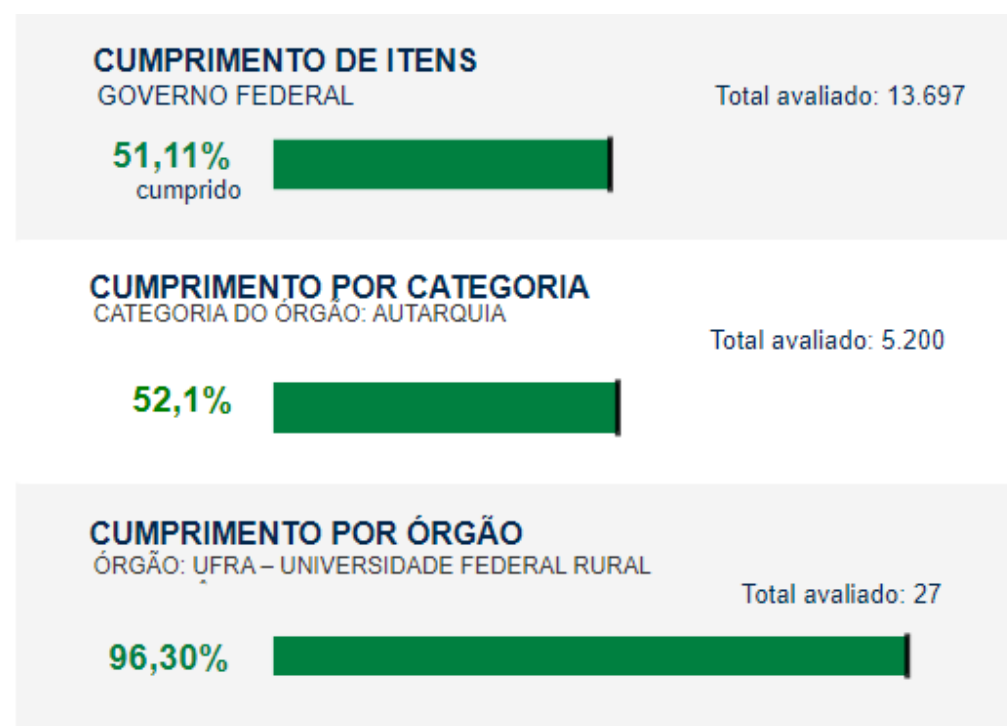 CUMPRIMENTO DE ITENS
GOVERNO FEDERAL
Total avaliado: 13.697
51,11%
cumprido
CUMPRIMENTO POR CATEGORIA
CATEGORIA DO ÓRGÃO: AUTARQUIA
Total avaliado: 5.200
52,1%
CUMPRIMENTO POR ÓRGÃO
ÓRGÃO: UFRA – UNIVERSIDADE FEDERAL RURAL
Total avaliado: 27
96,30%